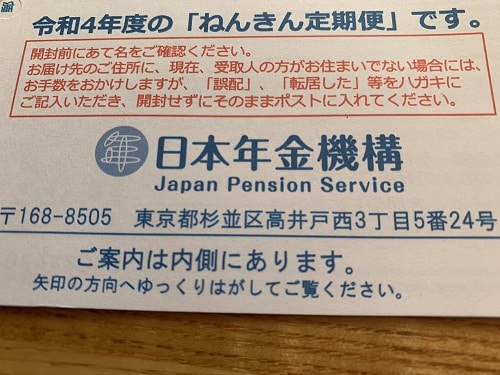 令和4年度の「ねんきん定期便」です。
開封前にあて名をご確認ください。
お届け先のご住所に、現在、受取人の方がお住まいでない場合には、
お手数をおかけしますが、「誤配」、「転居した」等をハガキに
ご記入いただき、開封せずにそのままポストに入れてください。
日本年金機構
Japan Pension Service
〒168-8505 東京都杉並区高井戸西3丁目5番24号
ご案内は内側にあります。
矢印の方向へゆっくりはがしてご覧ください。